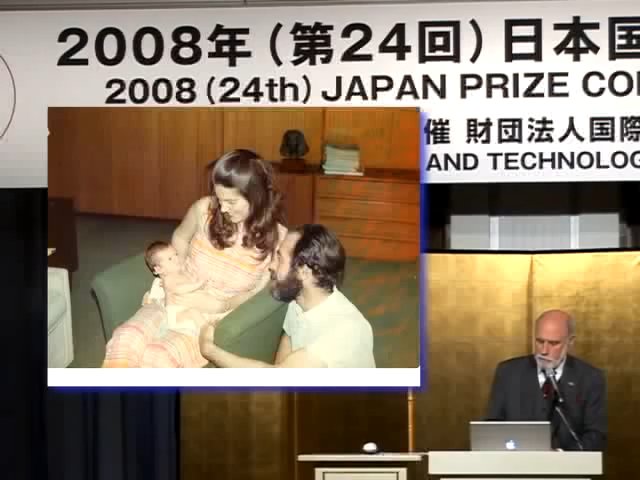 2008年（第24回）日本国
2008 (24th) JAPAN PRIZE CO
催 財団法人国際
AND TECHNOLOG